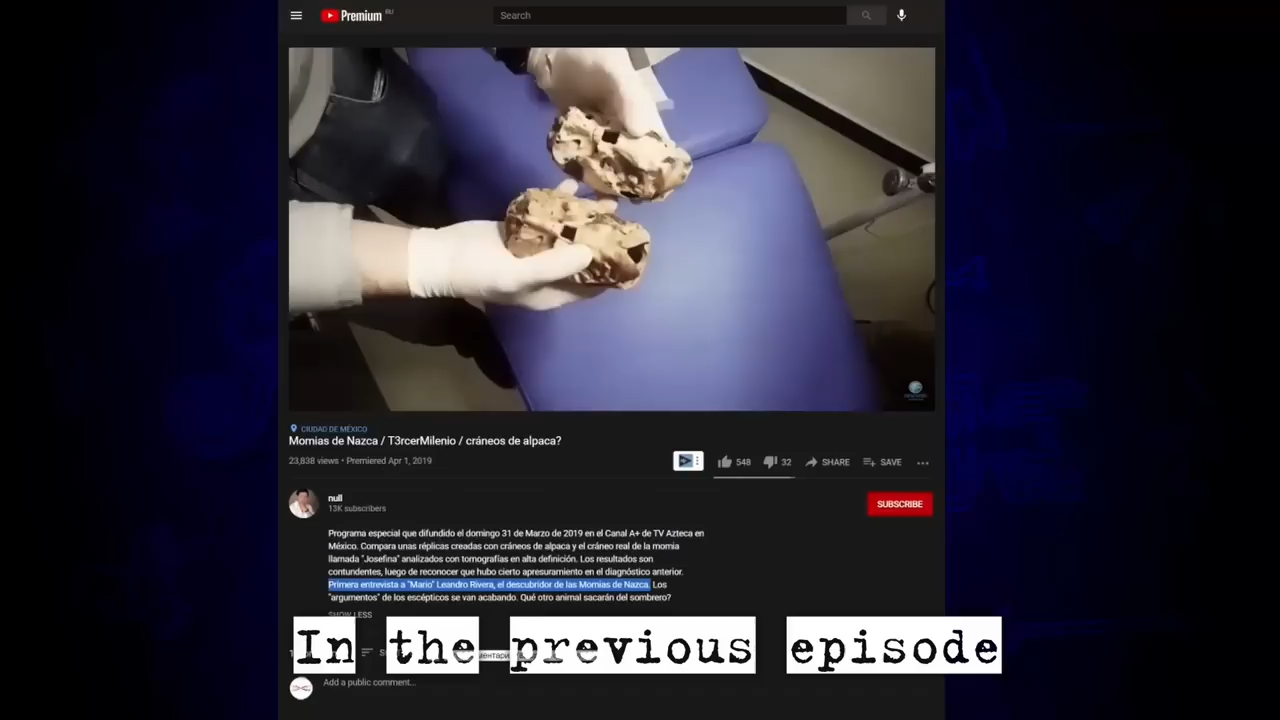 Premium RU
Search
CIUDAD DE MÉXICO
Momias de Nazca / T3rcerMilenio / cráneos de alpaca?
23,838 views • Premiered Apr 1, 2019
548
32
SHARE
SAVE
null
13K subscribers
SUBSCRIBE
Programa especial que difundido el domingo 31 de Marzo de 2019 en el Canal A+ de TV Azteca en
México. Compara unas réplicas creadas con cráneos de alpaca y el cráneo real de la momia
llamada "Josefina" analizados con tomografías en alta definición. Los resultados son
contundentes, luego de reconocer que hubo cierto apresuramiento en el diagnóstico anterior.
Primera entrevista a "Mario" Leandro Rivera, el descubridor de las Momias de Nazca. Los
"argumentos" de los escépticos se van acabando. Qué otro animal sacarán del sombrero?
SHOW LESS
In the previous episode
Add a public comment...